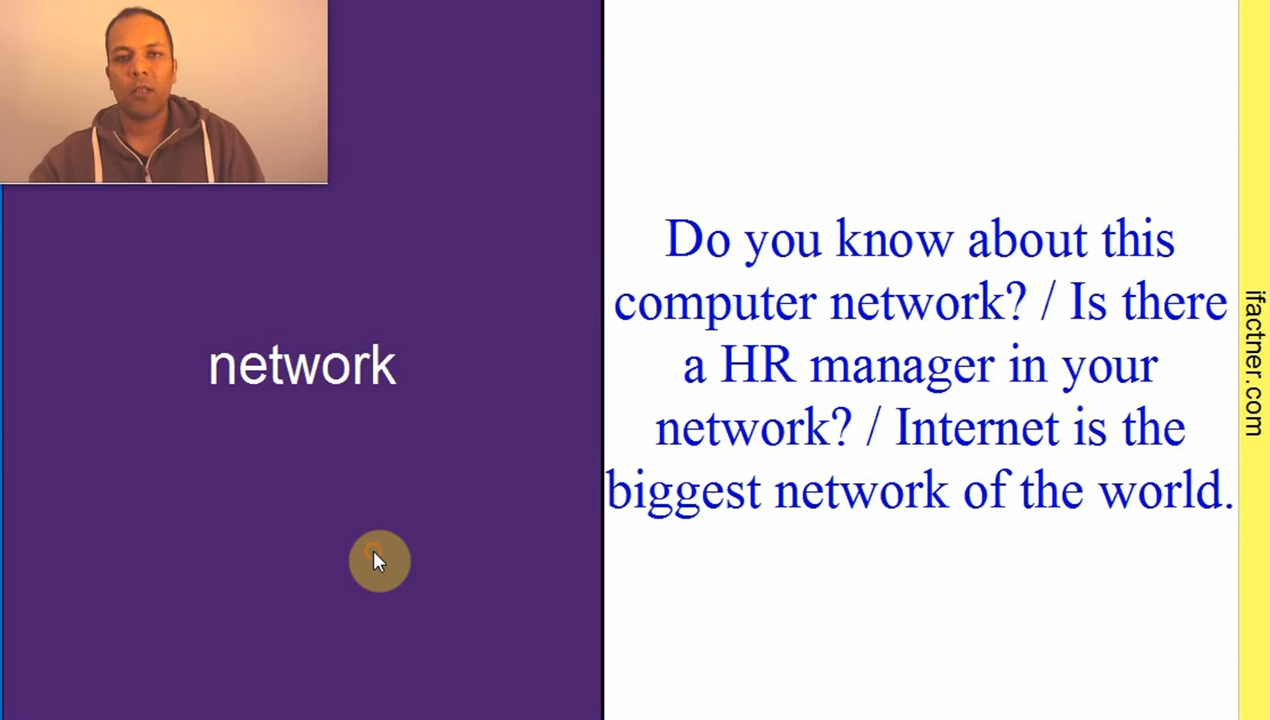 network
Do you know about this
computer network? / Is there
a HR manager in your
network? / Internet is the
biggest network of the world.
ifactner.com